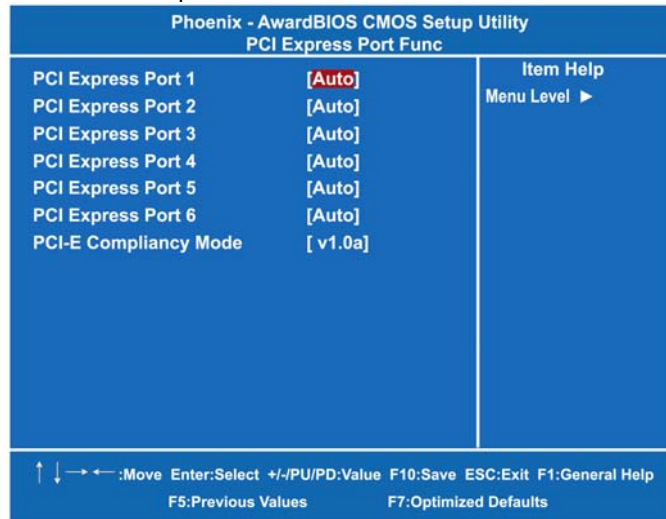 Phoenix - AwardBIOS CMOS Setup Utility
PCI Express Port Func
PCI Express Port 1 [Auto]
PCI Express Port 2 [Auto]
PCI Express Port 3 [Auto]
PCI Express Port 4 [Auto]
PCI Express Port 5 [Auto]
PCI Express Port 6 [Auto]
PCI-E Compliancy Mode [ v1.0a]
Item Help
Menu Level ►
↑ ↓ → ← :Move Enter:Select +/-/PU/PD:Value F10:Save ESC:Exit F1:General Help
F5:Previous Values F7:Optimized Defaults